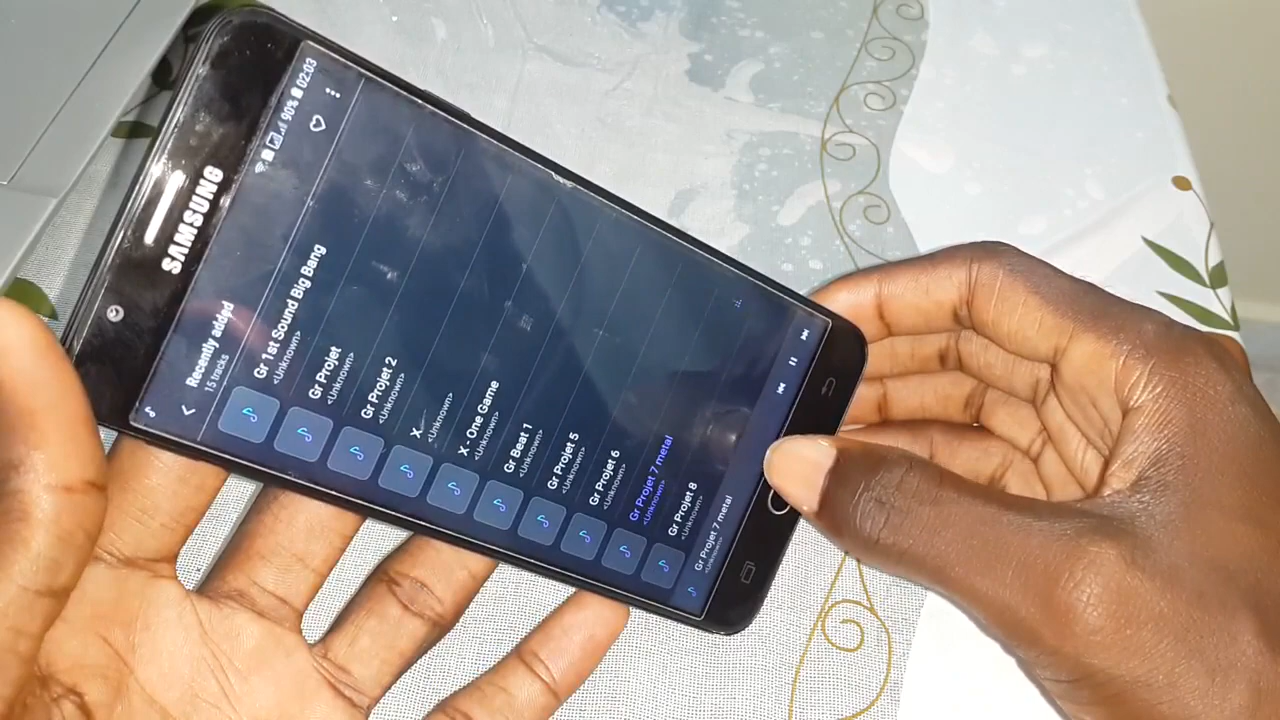 SAMSUNG
90% 02:03
Recently added
15 tracks
Gr 1st Sound Big Bang
<Unknown>
Gr Projet
<Unknown>
Gr Projet 2
<Unknown>
X
<Unknown>
X - One Game
<Unknown>
Gr Beat 1
<Unknown>
Gr Projet 5
<Unknown>
Gr Projet 6
<Unknown>
Gr Projet 7 metal
<Unknown>
Gr Projet 8
<Unknown>
Gr Projet 7 metal
<Unknown>